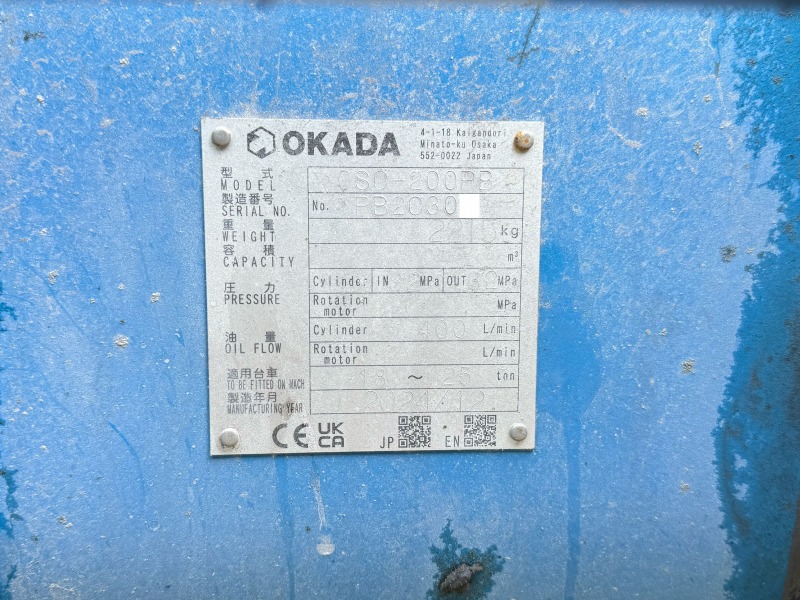 OKADA
4-1-18 Kaigandori
Minato-ku Osaka
552-0022 Japan
型式
MODEL
製造番号
SERIAL NO. No.
重量
WEIGHT kg
容積
CAPACITY m³
圧力
PRESSURE
Cylinder IN MPa OUT MPa
Rotation motor MPa
油量
OIL FLOW
Cylinder 400 L/min
Rotation motor L/min
適用台車
TO BE FITTED ON MACH 18 ~ 25 ton
製造年月
MANUFACTURING YEAR
CE UK CA JP EN